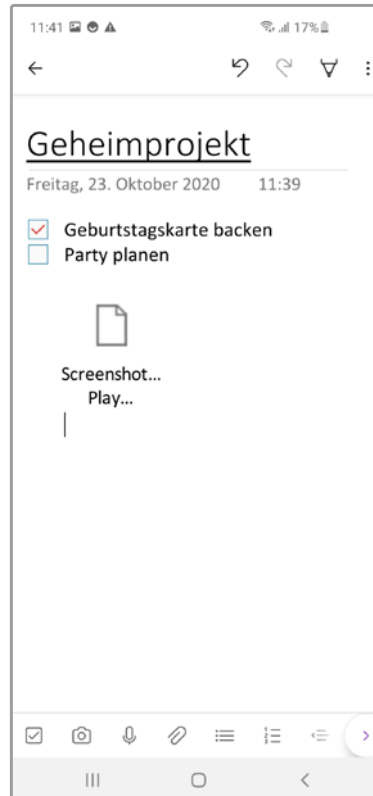 11:41 17%
Geheimprojekt
Freitag, 23. Oktober 2020 11:39
Geburtstagskarte backen
Party planen
Screenshot...
Play...